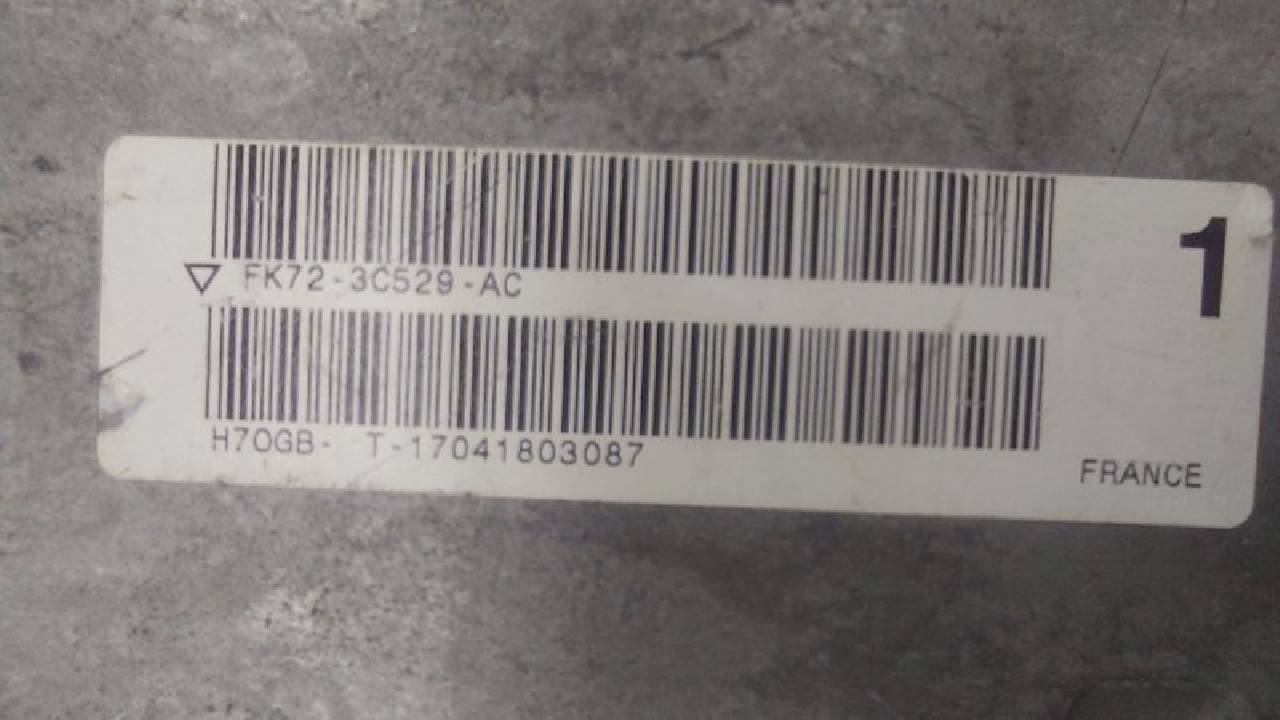 1
▽ FK72-3C529-AC
H7OGB- T-17041803087
FRANCE